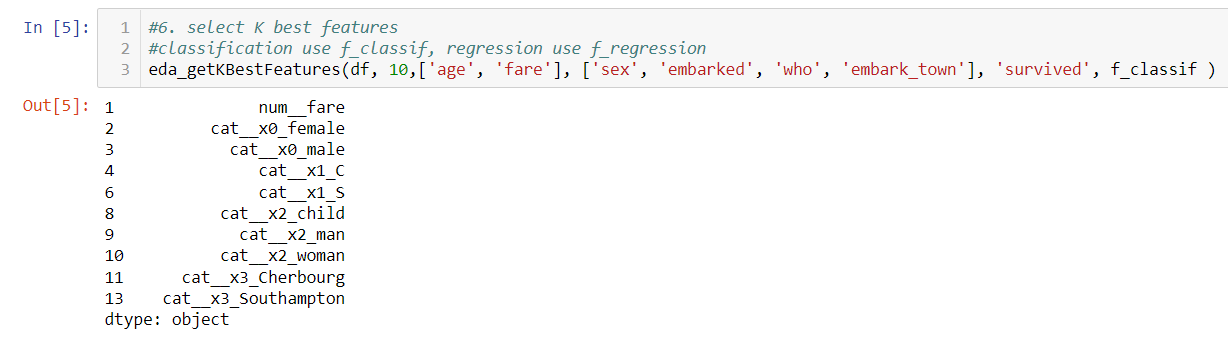 In [5]: 1 #6. select K best features
2 #classification use f_classif, regression use f_regression
3 eda_getKBestFeatures(df, 10,['age', 'fare'], ['sex', 'embarked', 'who', 'embark_town'], 'survived', f_classif )
Out[5]: 1 num__fare
2 cat__x0_female
3 cat__x0_male
4 cat__x1_C
6 cat__x1_S
8 cat__x2_child
9 cat__x2_man
10 cat__x2_woman
11 cat__x3_Cherbourg
13 cat__x3_Southampton
dtype: object